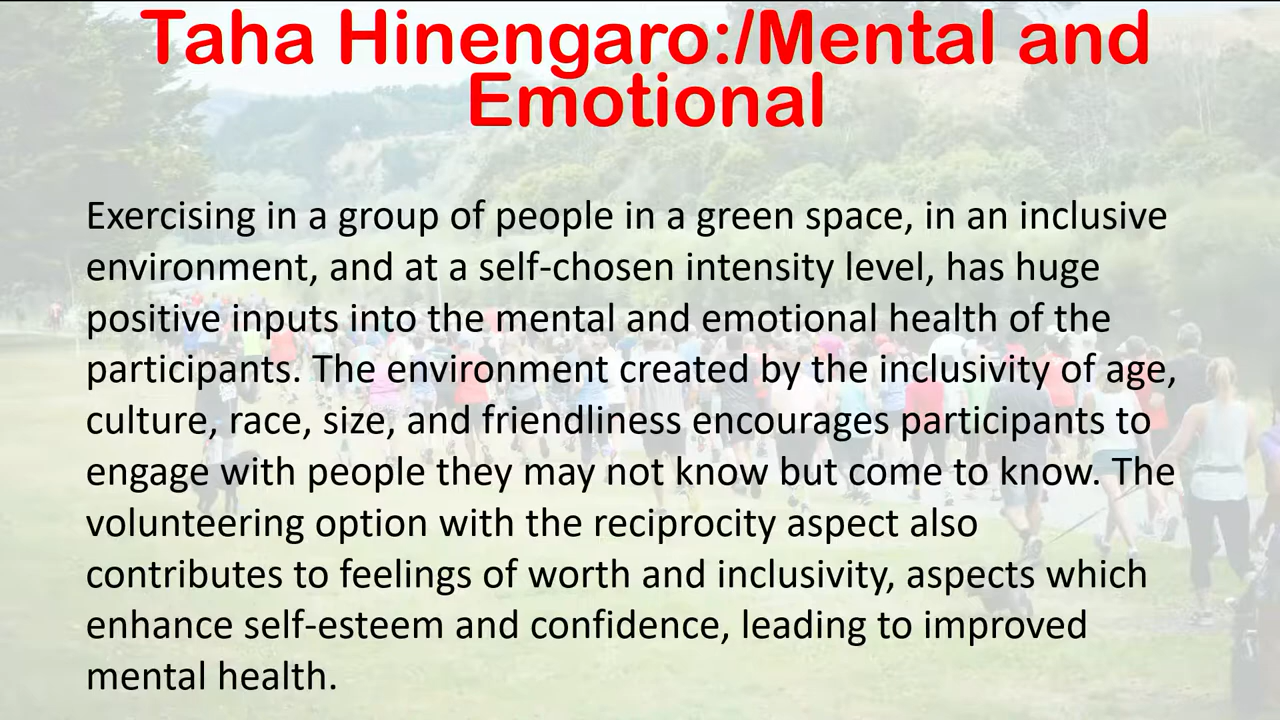 Taha Hinengaro:/Mental and
Emotional
Exercising in a group of people in a green space, in an inclusive
environment, and at a self-chosen intensity level, has huge
positive inputs into the mental and emotional health of the
participants. The environment created by the inclusivity of age,
culture, race, size, and friendliness encourages participants to
engage with people they may not know but come to know. The
volunteering option with the reciprocity aspect also
contributes to feelings of worth and inclusivity, aspects which
enhance self-esteem and confidence, leading to improved
mental health.